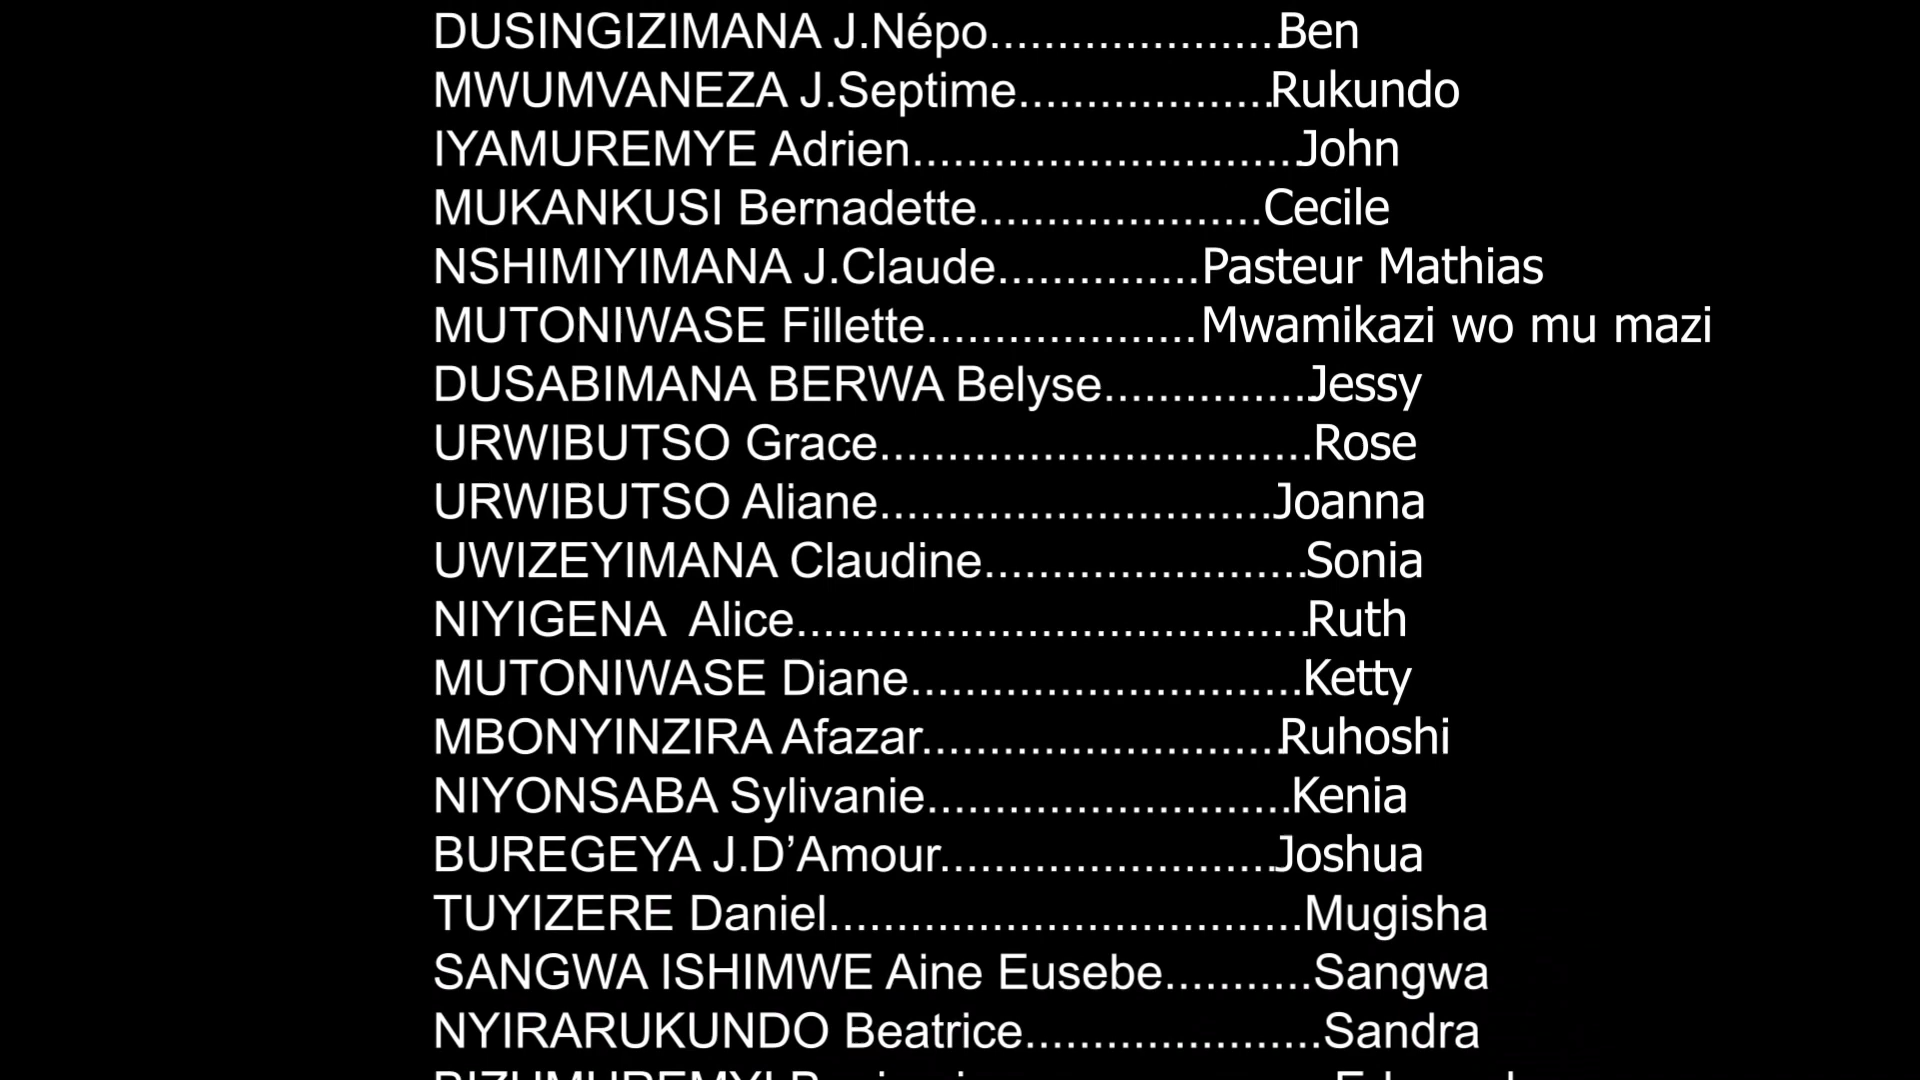 DUSINGIZIMANA J.Népo......................Ben
MWUMVANEZA J.Septime...................Rukundo
IYAMUREMYE Adrien.............................John
MUKANKUSI Bernadette.....................Cecile
NSHIMIYIMANA J.Claude...............Pasteur Mathias
MUTONIWASE Fillette....................Mwamikazi wo mu mazi
DUSABIMANA BERWA Belyse................Jessy
URWIBUTSO Grace................................Rose
URWIBUTSO Aliane.............................Joanna
UWIZEYIMANA Claudine........................Sonia
NIYIGENA  Alice......................................Ruth
MUTONIWASE Diane..............................Ketty
MBONYINZIRA Afazar...........................Ruhoshi
NIYONSABA Sylivanie...........................Kenia
BUREGEYA J.D’Amour.........................Joshua
TUYIZERE Daniel...................................Mugisha
SANGWA ISHIMWE Aine Eusebe...........Sangwa
NYIRARUKUNDO Beatrice......................Sandra